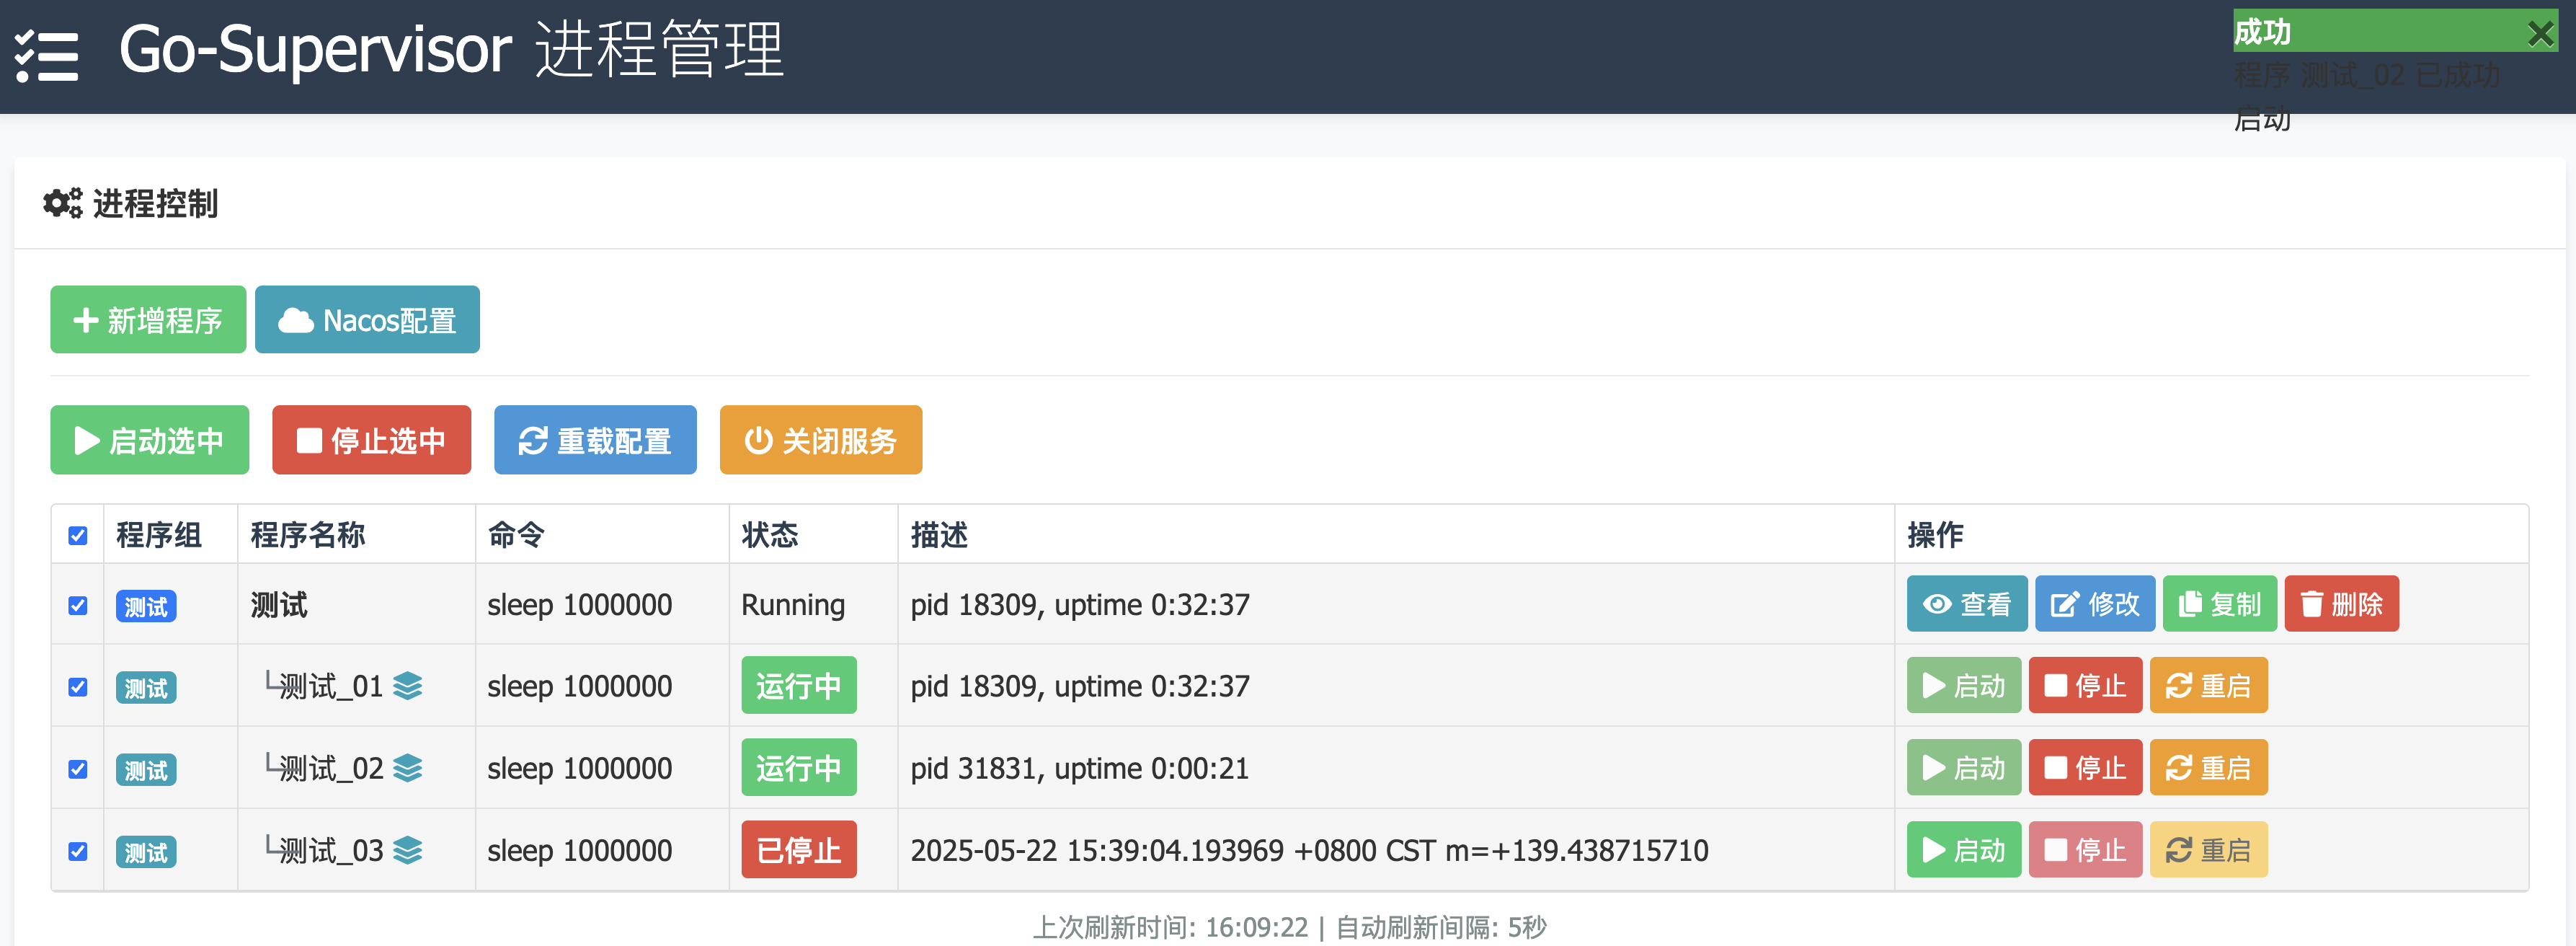 Go-Supervisor 进程管理
成功
程序 测试_02 已成功
启动
进程控制
新增程序 Nacos配置
启动选中 停止选中 重载配置 关闭服务
程序组 程序名称 命令 状态 描述 操作
测试 测试 sleep 1000000 Running pid 18309, uptime 0:32:37 查看 修改 复制 删除
测试 测试_01 sleep 1000000 运行中 pid 18309, uptime 0:32:37 启动 停止 重启
测试 测试_02 sleep 1000000 运行中 pid 31831, uptime 0:00:21 启动 停止 重启
测试 测试_03 sleep 1000000 已停止 2025-05-22 15:39:04.193969 +0800 CST m=+139.438715710 启动 停止 重启
上次刷新时间: 16:09:22 | 自动刷新间隔: 5秒